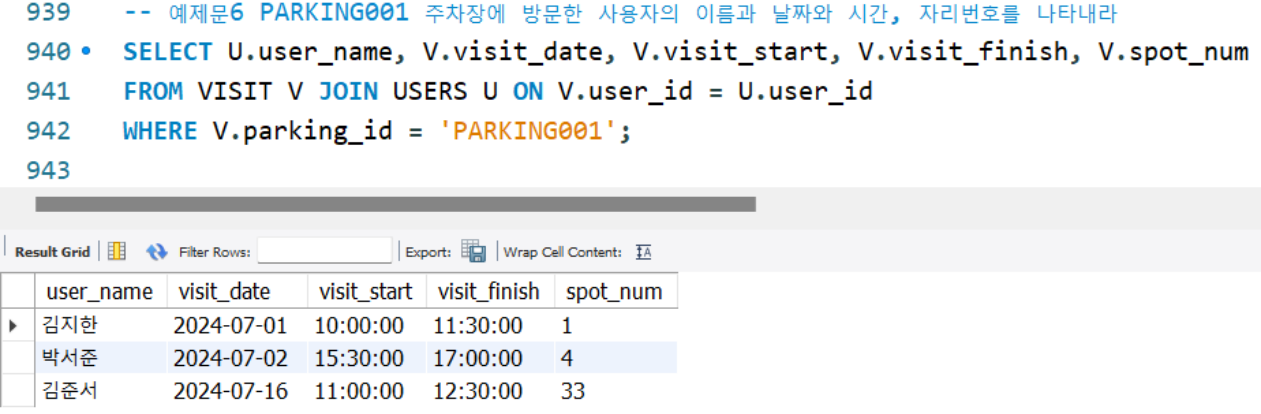 939 -- 예제문6 PARKING001 주차장에 방문한 사용자의 이름과 날짜와 시간, 자리번호를 나타내라
940 SELECT U.user_name, V.visit_date, V.visit_start, V.visit_finish, V.spot_num
941 FROM VISIT V JOIN USERS U ON V.user_id = U.user_id
942 WHERE V.parking_id = 'PARKING001';
943
Result Grid Filter Rows: Export: Wrap Cell Content: IA
user_name visit_date visit_start visit_finish spot_num
김지한 2024-07-01 10:00:00 11:30:00 1
박서준 2024-07-02 15:30:00 17:00:00 4
김준서 2024-07-16 11:00:00 12:30:00 33